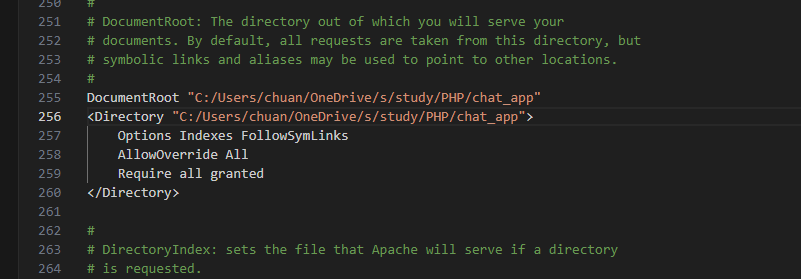 250 #
251 # DocumentRoot: The directory out of which you will serve your
252 # documents. By default, all requests are taken from this directory, but
253 # symbolic links and aliases may be used to point to other locations.
254 #
255 DocumentRoot "C:/Users/chuan/OneDrive/s/study/PHP/chat_app"
256 <Directory "C:/Users/chuan/OneDrive/s/study/PHP/chat_app">
257     Options Indexes FollowSymLinks
258     AllowOverride All
259     Require all granted
260 </Directory>
261
262 #
263 # DirectoryIndex: sets the file that Apache will serve if a directory
264 # is requested.